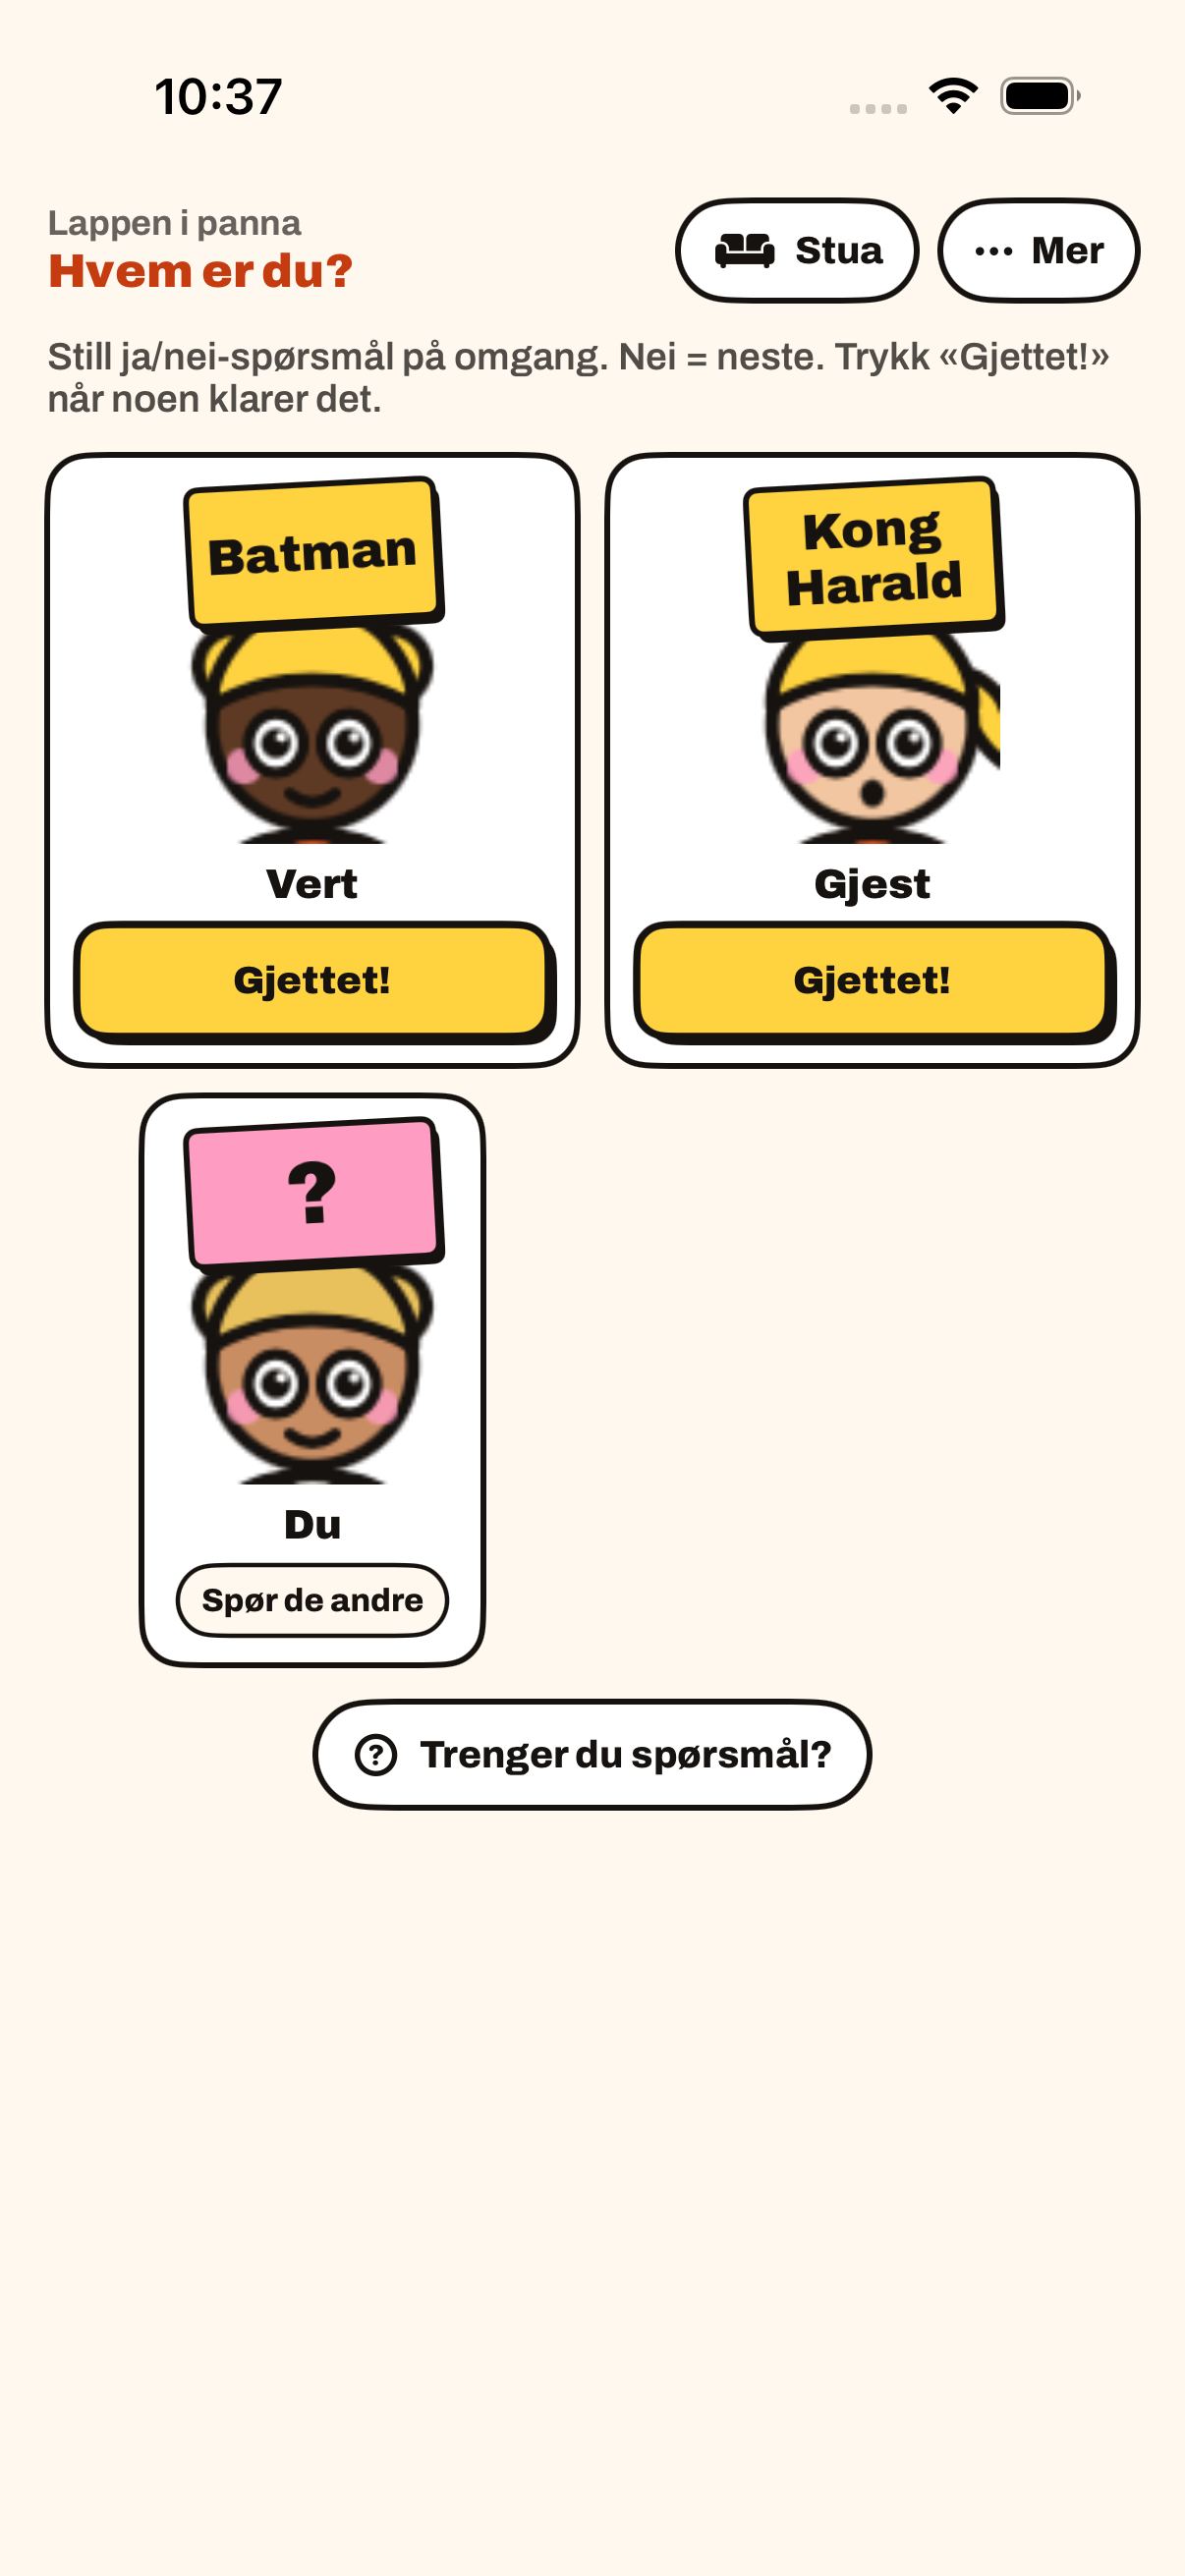 10:37
Lappen i panna
Hvem er du?
Stua
Mer
Still ja/nei-spørsmål på omgang. Nei = neste. Trykk «Gjettet!»
når noen klarer det.
Batman
Kong
Harald
Vert
Gjest
Gjettet!
Gjettet!
?
Du
Spør de andre
Trenger du spørsmål?